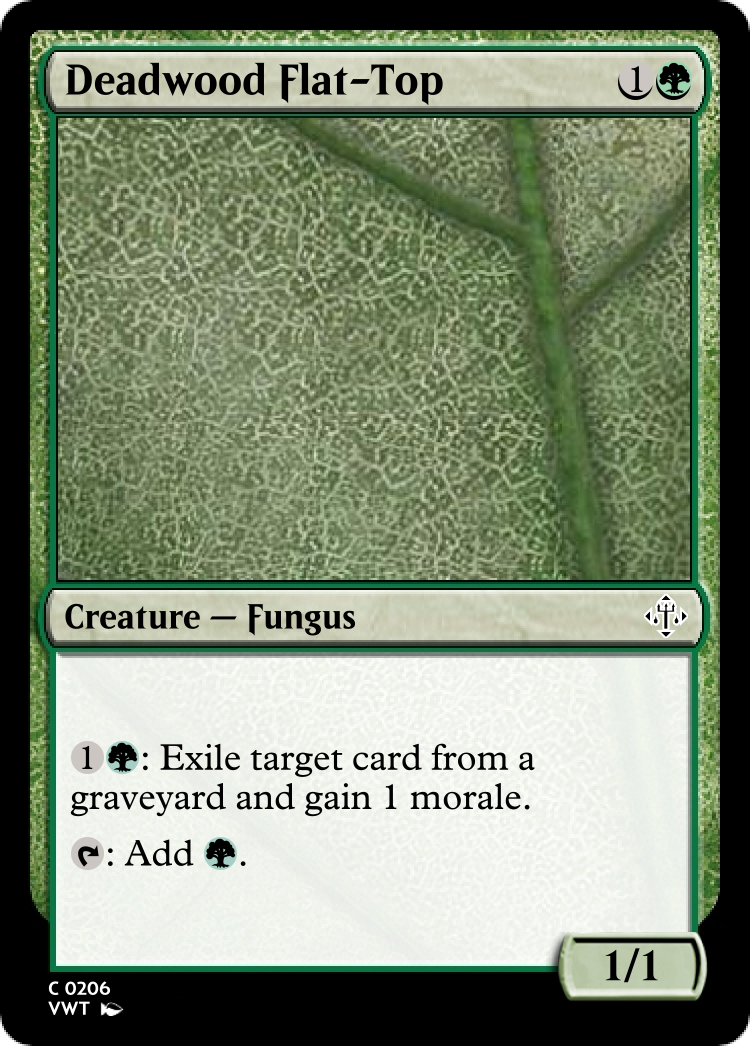 Deadwood Flat-Top 1
Creature — Fungus
1 : Exile target card from a
graveyard and gain 1 morale.
: Add .
1/1
C 0206
VWT